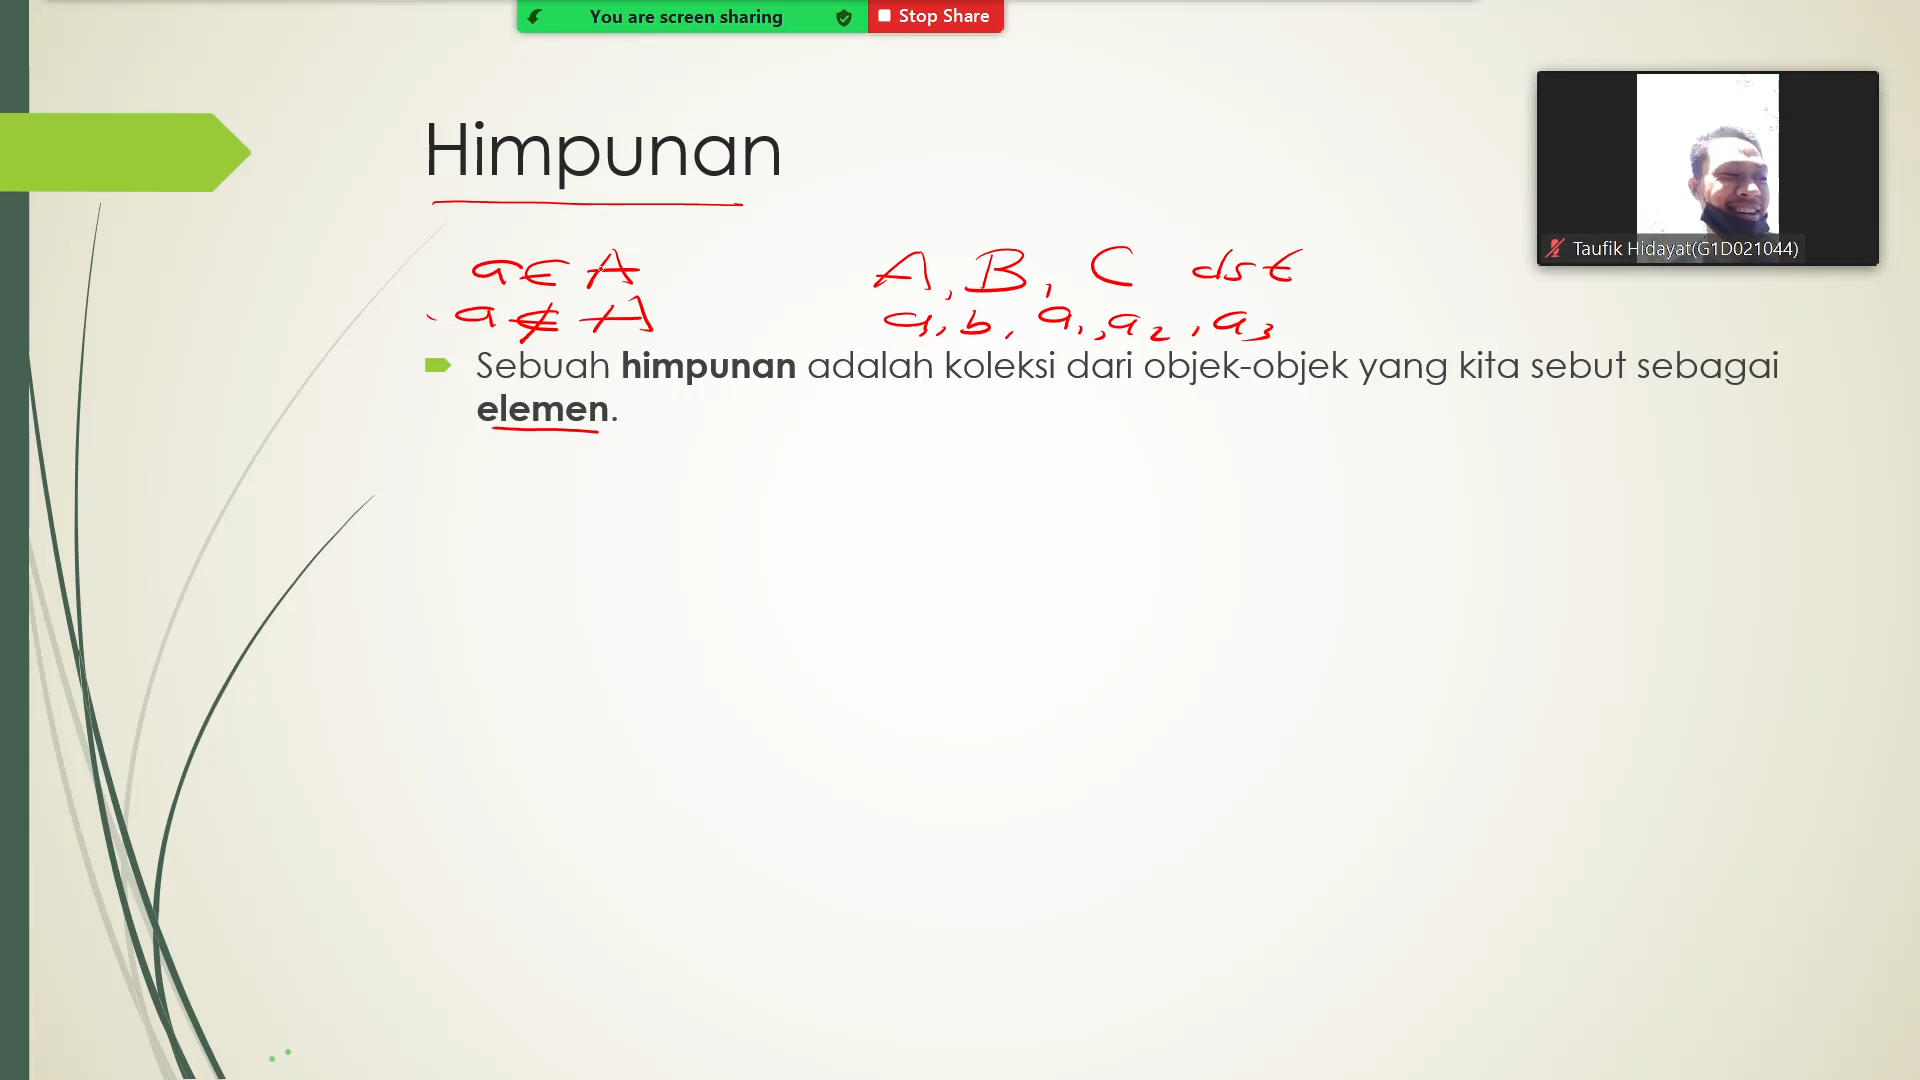 You are screen sharing Stop Share
Himpunan
Taufik Hidayat(G1D021044)
a ∈ A A, B, C dst
a ∉ A a, b, a₁, a₂, a₃
Sebuah himpunan adalah koleksi dari objek-objek yang kita sebut sebagai
elemen.